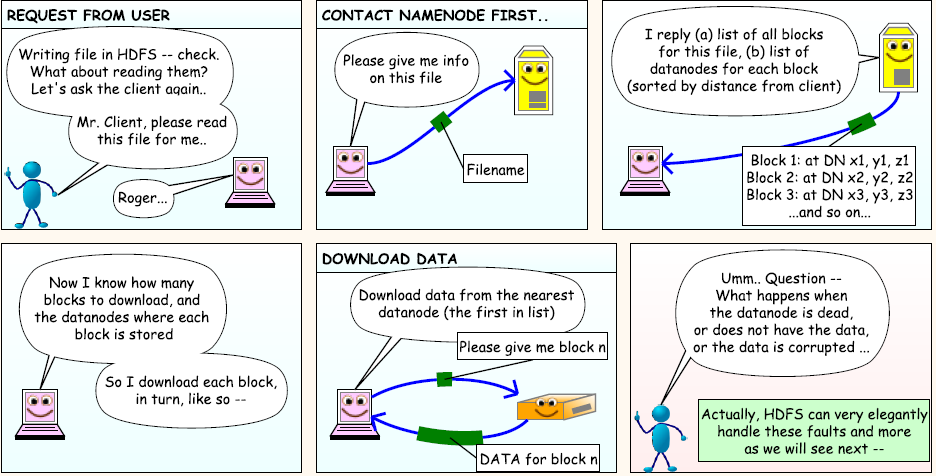 REQUEST FROM USER
Writing file in HDFS -- check.
What about reading them?
Let's ask the client again..
Mr. Client, please read
this file for me..
Roger...
CONTACT NAMENODE FIRST..
Please give me info
on this file
Filename
I reply (a) list of all blocks
for this file, (b) list of
datanodes for each block
(sorted by distance from client)
Block 1: at DN x1, y1, z1
Block 2: at DN x2, y2, z2
Block 3: at DN x3, y3, z3
...and so on...
Now I know how many
blocks to download, and
the datanodes where each
block is stored
So I download each block,
in turn, like so --
DOWNLOAD DATA
Download data from the nearest
datanode (the first in list)
Please give me block n
DATA for block n
Umm.. Question --
What happens when
the datanode is dead,
or does not have the data,
or the data is corrupted ...
Actually, HDFS can very elegantly
handle these faults and more
as we will see next --